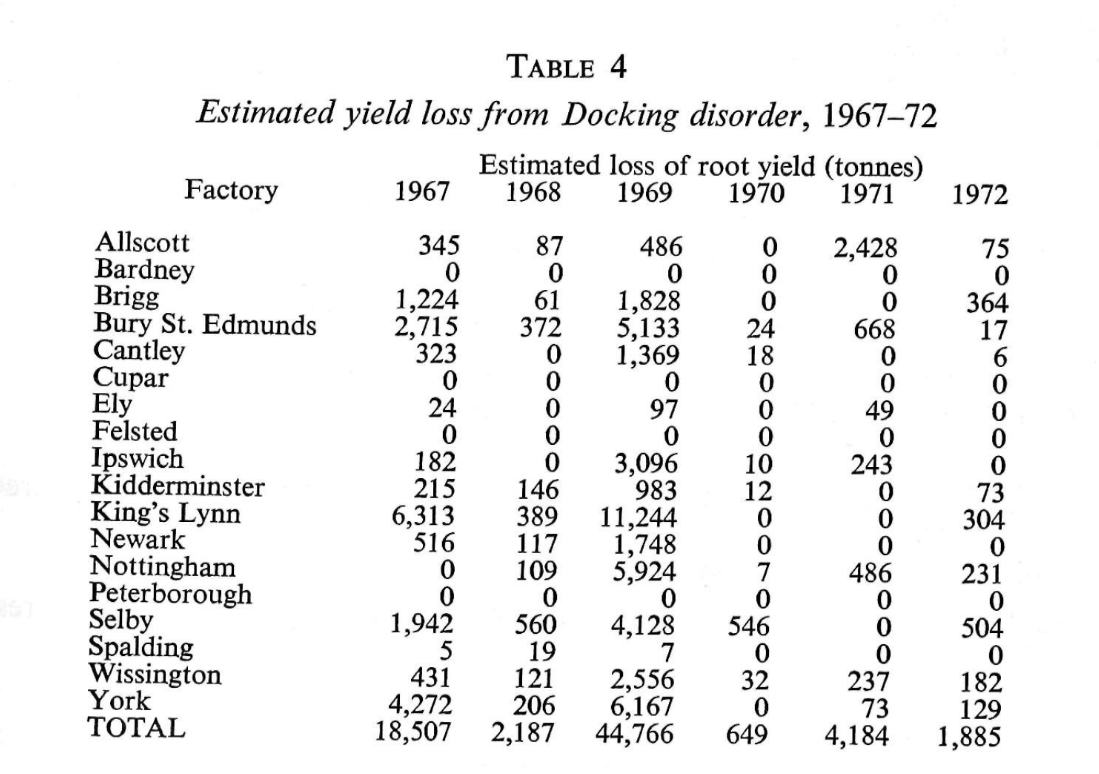 TABLE 4
Estimated yield loss from Docking disorder, 1967–72
Estimated loss of root yield (tonnes)
Factory 1967 1968 1969 1970 1971 1972
Allscott 345 87 486 0 2,428 75
Bardney 0 0 0 0 0 0
Brigg 1,224 61 1,828 0 0 364
Bury St. Edmunds 2,715 372 5,133 24 668 17
Cantley 323 0 1,369 18 0 6
Cupar 0 0 0 0 0 0
Ely 24 0 97 0 49 0
Felsted 0 0 0 0 0 0
Ipswich 182 0 3,096 10 243 0
Kidderminster 215 146 983 12 0 73
King's Lynn 6,313 389 11,244 0 0 304
Newark 516 117 1,748 0 0 0
Nottingham 0 109 5,924 7 486 231
Peterborough 0 0 0 0 0 0
Selby 1,942 560 4,128 546 0 504
Spalding 5 19 7 0 0 0
Wissington 431 121 2,556 32 237 182
York 4,272 206 6,167 0 73 129
TOTAL 18,507 2,187 44,766 649 4,184 1,885